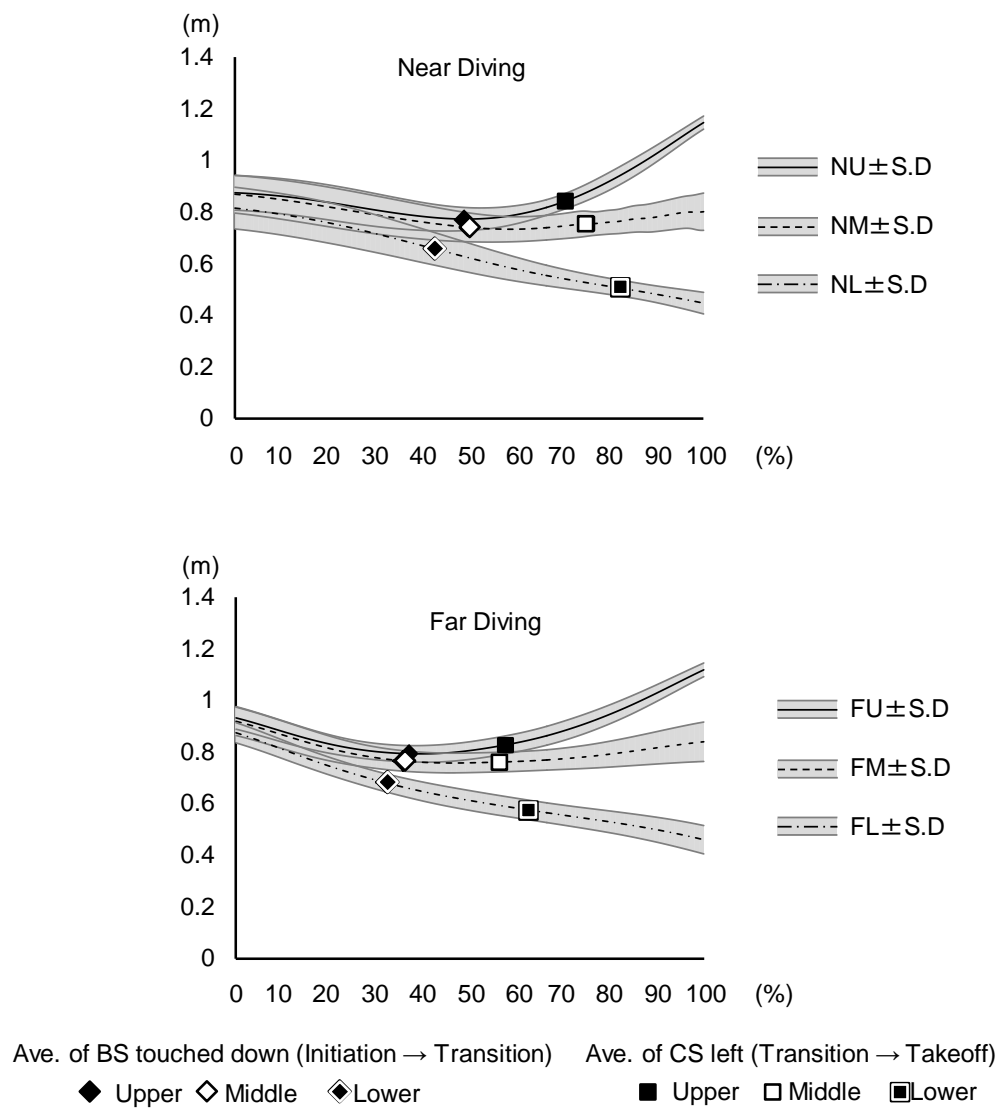 (m)
Near Diving
1.4
1.2
1
0.8
0.6
0.4
0.2
0
0 10 20 30 40 50 60 70 80 90 100 (%)
NU±S.D
NM±S.D
NL±S.D
(m)
Far Diving
1.4
1.2
1
0.8
0.6
0.4
0.2
0
0 10 20 30 40 50 60 70 80 90 100 (%)
FU±S.D
FM±S.D
FL±S.D
Ave. of BS touched down (Initiation → Transition) Ave. of CS left (Transition → Takeoff)
Upper Middle Lower Upper Middle Lower